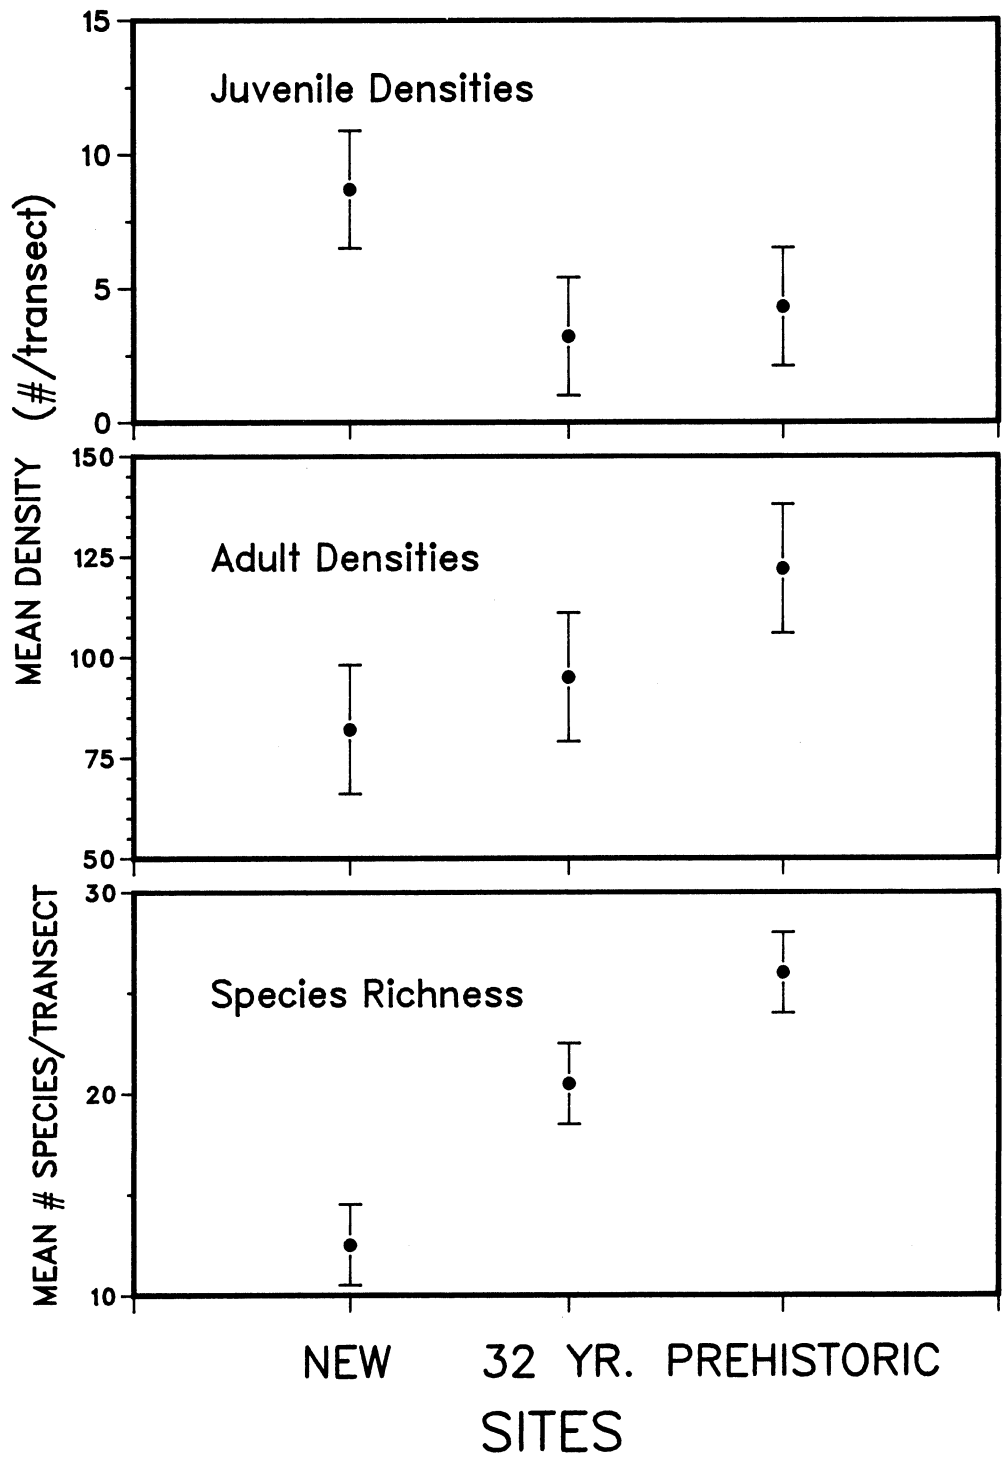 15
Juvenile Densities
10
5
0
(#/transect)
MEAN DENSITY
150
Adult Densities
125
100
75
50
30
Species Richness
20
10
MEAN # SPECIES/TRANSECT
NEW 32 YR. PREHISTORIC
SITES